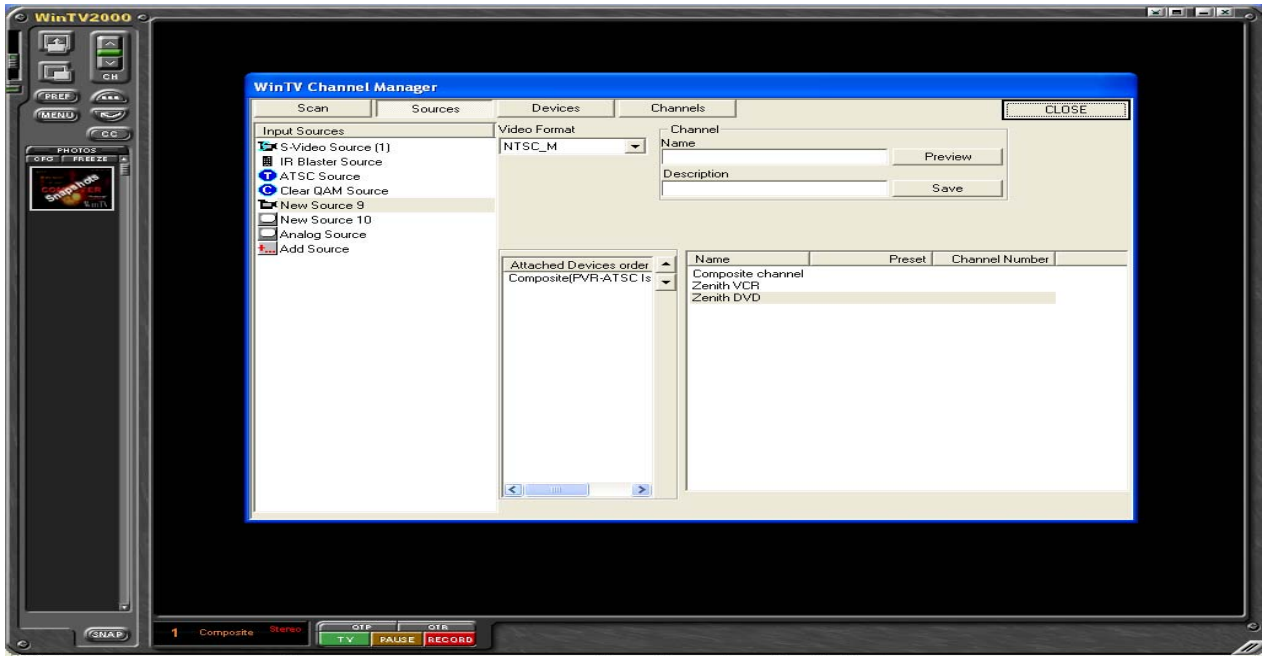 WinTV2000
CH
PREF
MENU
CC
PHOTOS
CFG FREEZE
Snapshots
WinTV
WinTV Channel Manager
Scan Sources Devices Channels CLOSE
Input Sources
S-Video Source (1)
IR Blaster Source
ATSC Source
Clear QAM Source
New Source 9
New Source 10
Analog Source
Add Source
Video Format
NTSC_M
Channel
Name
Preview
Description
Save
Attached Devices order
Composite(PVR-ATSC Is
Name Preset Channel Number
Composite channel
Zenith VCR
Zenith DVD
SNAP
1 Composite Stereo
OTP OTR
TV PAUSE RECORD